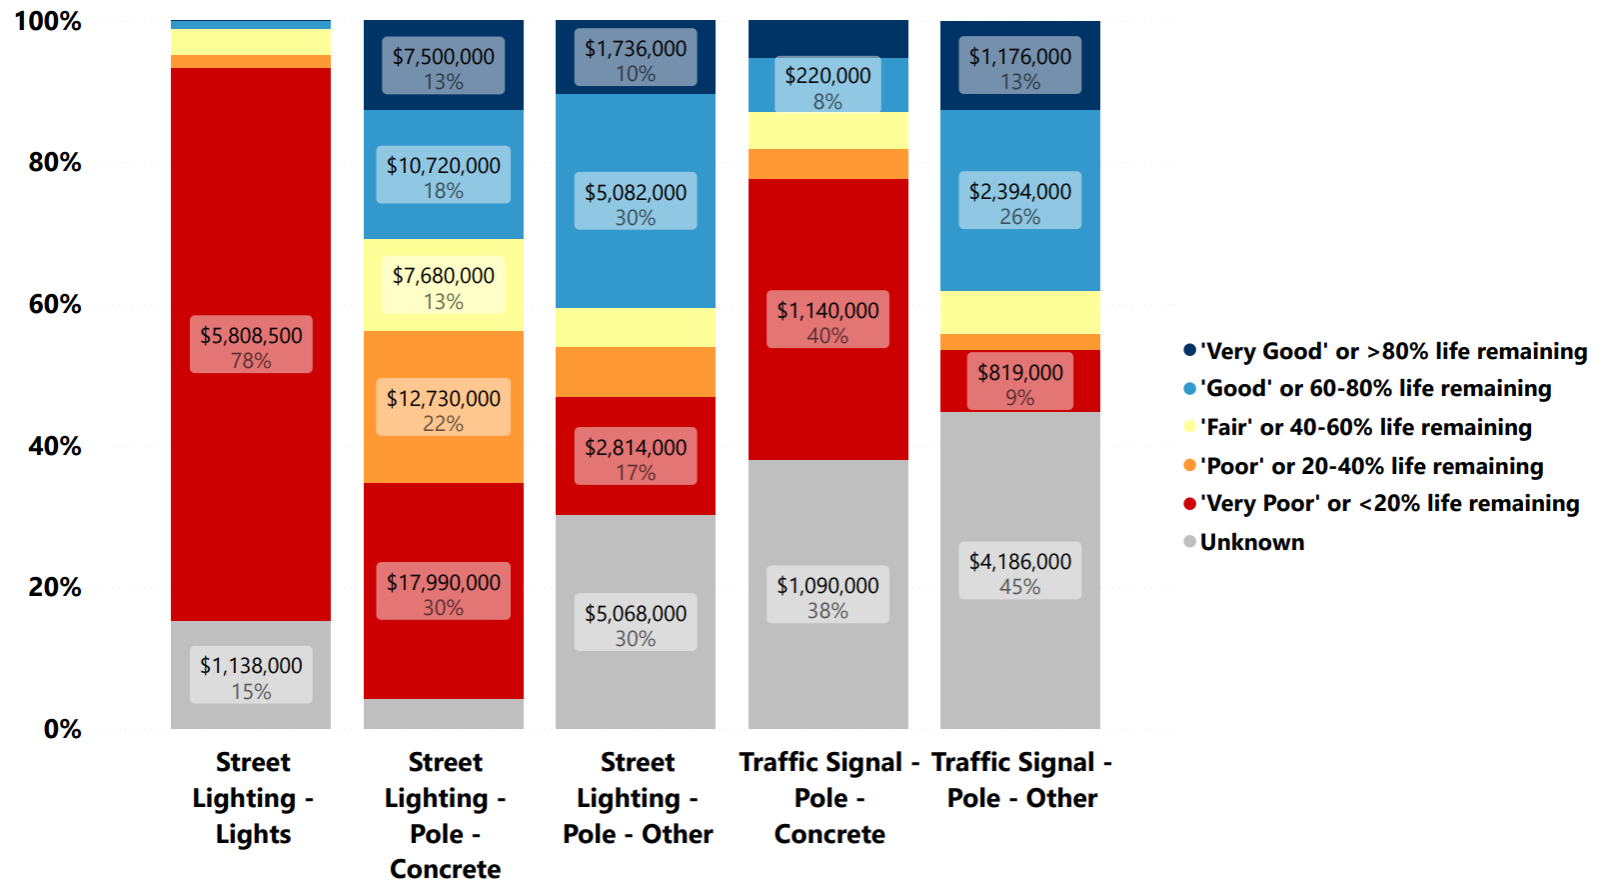 100%
80%
60%
40%
20%
0%
$5,808,500
78%
$1,138,000
15%
$7,500,000
13%
$10,720,000
18%
$7,680,000
13%
$12,730,000
22%
$17,990,000
30%
$1,736,000
10%
$5,082,000
30%
$2,814,000
17%
$5,068,000
30%
$220,000
8%
$1,140,000
40%
$1,090,000
38%
$1,176,000
13%
$2,394,000
26%
$819,000
9%
$4,186,000
45%
Street
Lighting -
Lights
Street
Lighting -
Pole -
Concrete
Street
Lighting -
Pole - Other
Traffic Signal -
Pole -
Concrete
Traffic Signal -
Pole - Other
'Very Good' or >80% life remaining
'Good' or 60-80% life remaining
'Fair' or 40-60% life remaining
'Poor' or 20-40% life remaining
'Very Poor' or <20% life remaining
Unknown